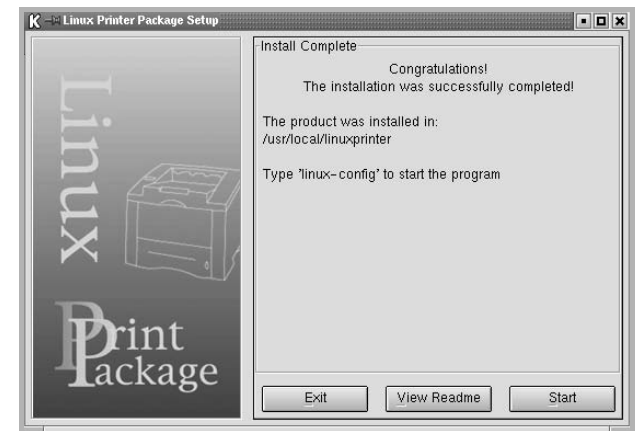 Linux Printer Package Setup
Linux
Print
Package
Install Complete
Congratulations!
The installation was successfully completed!
The product was installed in:
/usr/local/linuxprinter
Type 'linux-config' to start the program
Exit
View Readme
Start